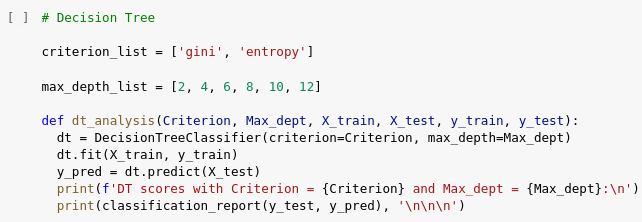 [ ] # Decision Tree
criterion_list = ['gini', 'entropy']
max_depth_list = [2, 4, 6, 8, 10, 12]
def dt_analysis(Criterion, Max_dept, X_train, X_test, y_train, y_test):
  dt = DecisionTreeClassifier(criterion=Criterion, max_depth=Max_dept)
  dt.fit(X_train, y_train)
  y_pred = dt.predict(X_test)
  print(f'DT scores with Criterion = {Criterion} and Max_dept = {Max_dept}:\n')
  print(classification_report(y_test, y_pred), '\n\n\n')